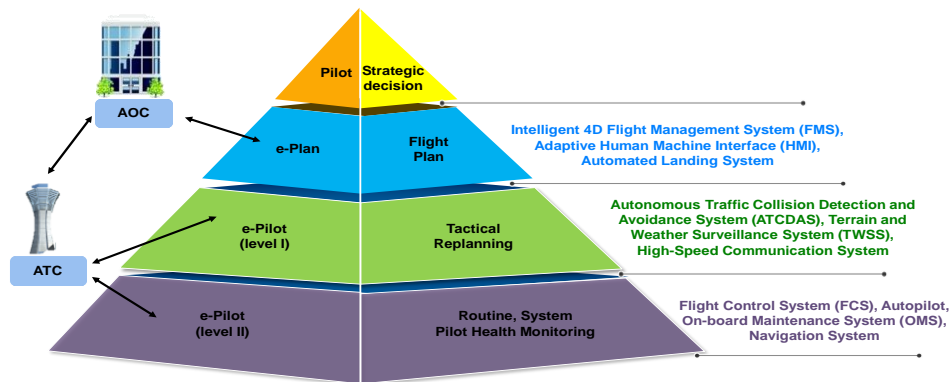 Pilot
Strategic
decision
AOC
e-Plan
Flight
Plan
Intelligent 4D Flight Management System (FMS),
Adaptive Human Machine Interface (HMI),
Automated Landing System
ATC
e-Pilot
(level I)
Tactical
Replanning
Autonomous Traffic Collision Detection and
Avoidance System (ATCDAS), Terrain and
Weather Surveillance System (TWSS),
High-Speed Communication System
e-Pilot
(level II)
Routine, System
Pilot Health Monitoring
Flight Control System (FCS), Autopilot,
On-board Maintenance System (OMS),
Navigation System